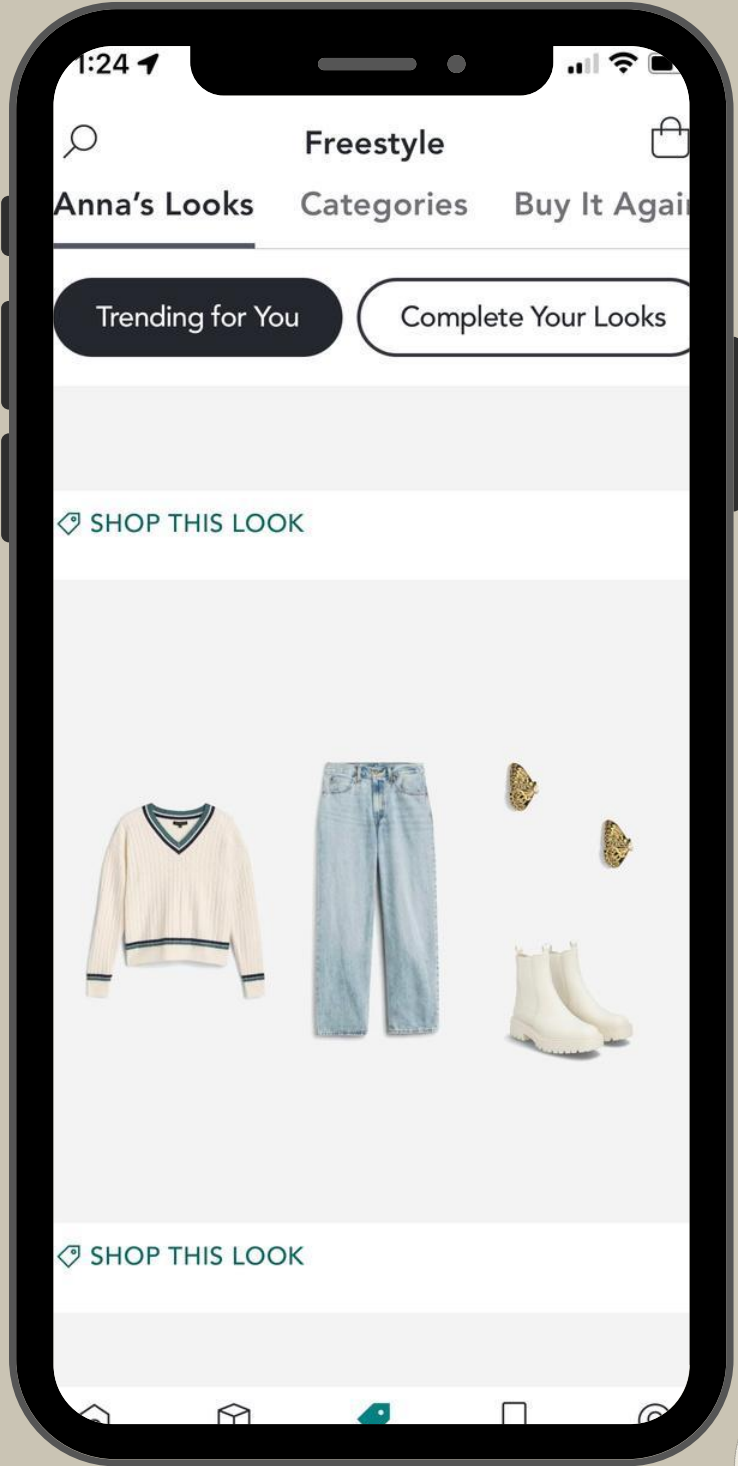 1:24
Freestyle
Anna's Looks Categories Buy It Again
Trending for You Complete Your Looks
SHOP THIS LOOK
SHOP THIS LOOK